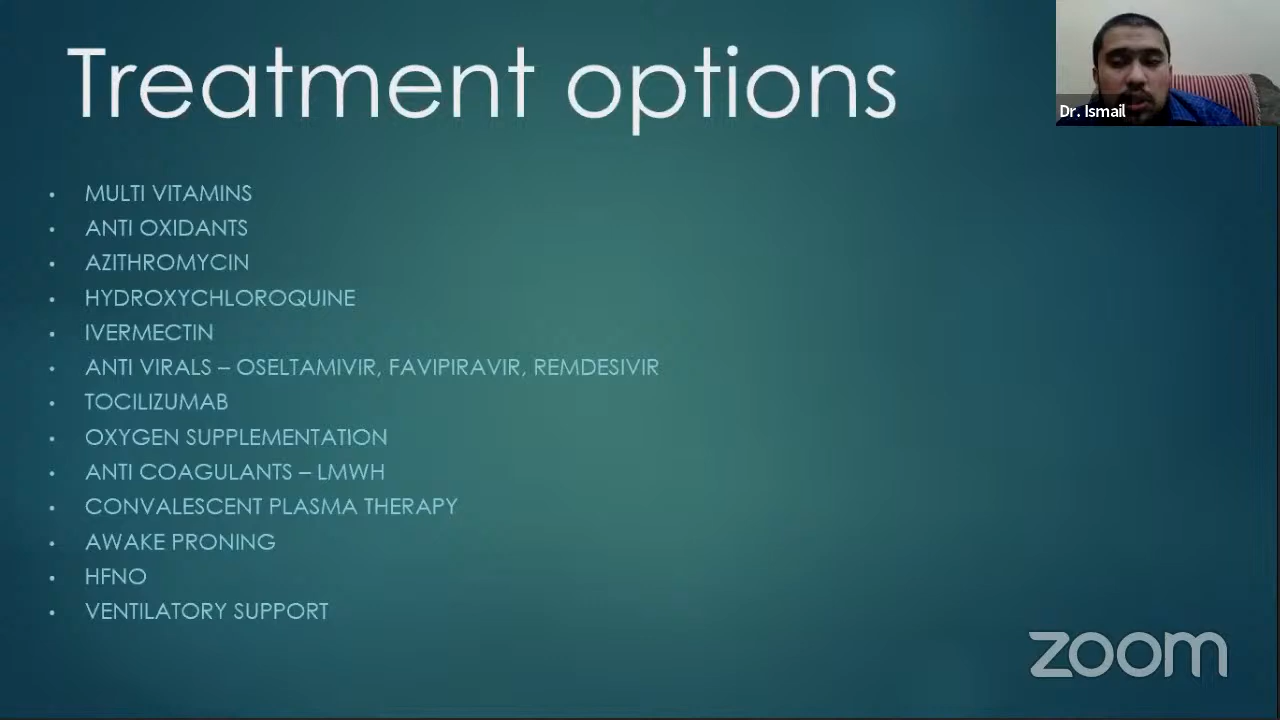 Treatment options
Dr. Ismail
• MULTI VITAMINS
• ANTI OXIDANTS
• AZITHROMYCIN
• HYDROXYCHLOROQUINE
• IVERMECTIN
• ANTI VIRALS – OSELTAMIVIR, FAVIPIRAVIR, REMDESIVIR
• TOCILIZUMAB
• OXYGEN SUPPLEMENTATION
• ANTI COAGULANTS – LMWH
• CONVALESCENT PLASMA THERAPY
• AWAKE PRONING
• HFNO
• VENTILATORY SUPPORT
zoom